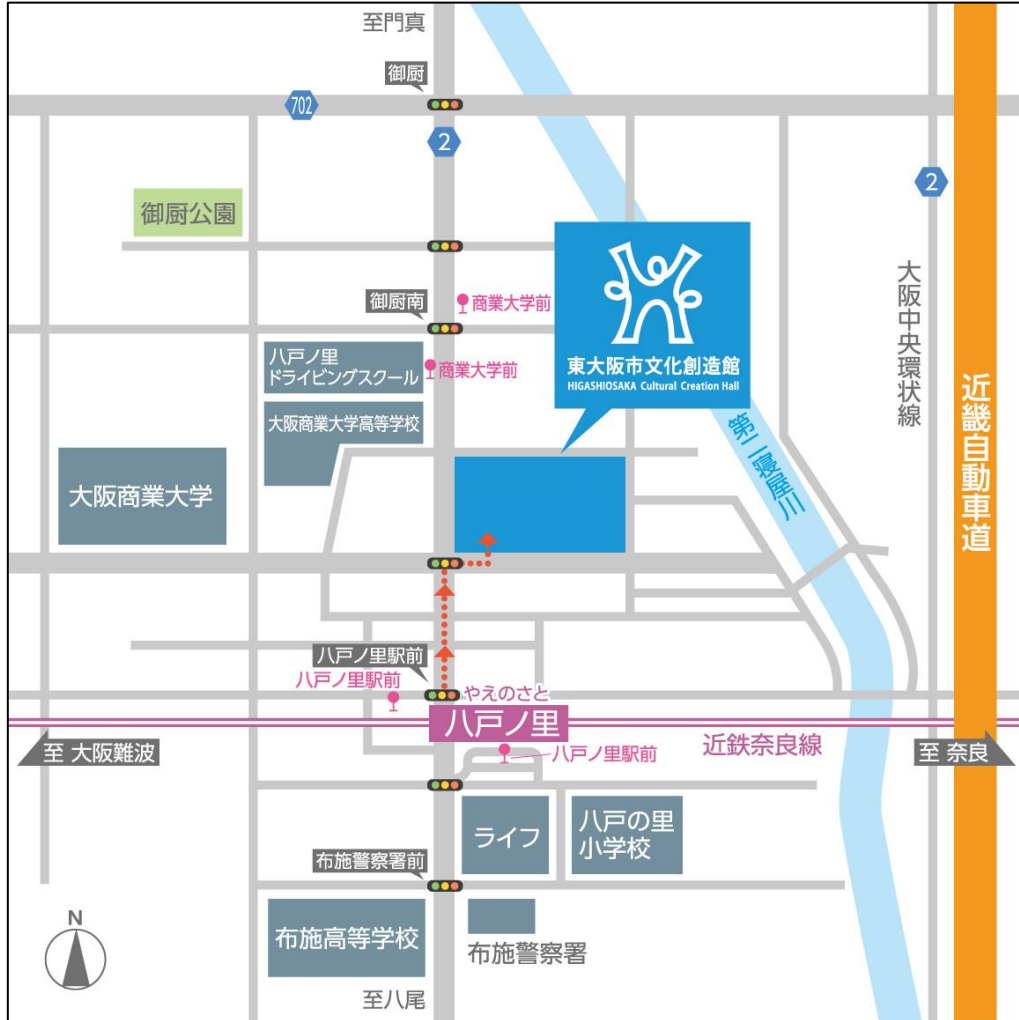 至門真
御厨
702
2
2
御厨公園
御厨南
商業大学前
八戸ノ里
ドライビングスクール
商業大学前
東大阪市文化創造館
HIGASHIOSAKA Cultural Creation Hall
大阪中央環状線
近畿自動車道
大阪商業大学高等学校
大阪商業大学
第二寝屋川
八戸ノ里駅前
八戸ノ里駅前
やえのさと
八戸ノ里
近鉄奈良線
至 大阪難波
八戸ノ里駅前
至 奈良
ライフ
八戸の里
小学校
布施警察署前
N
布施高等学校
布施警察署
至八尾